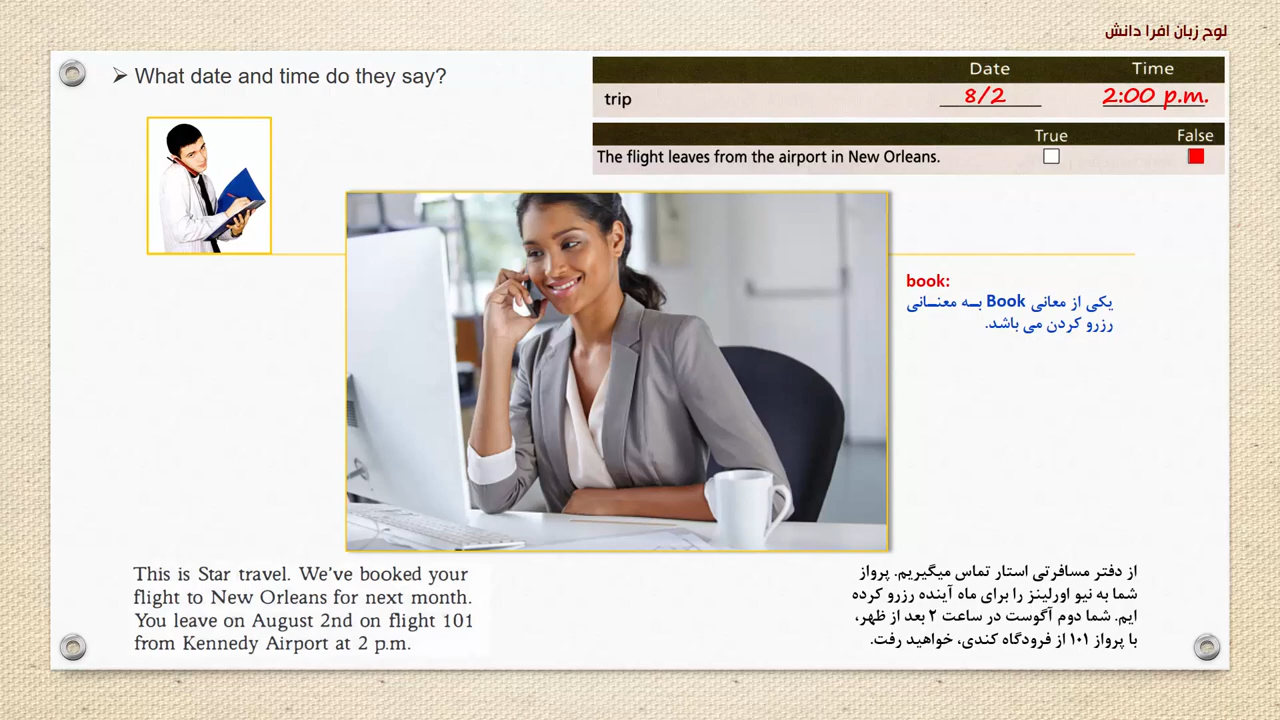 لوح زبان افرا دانش
➢ What date and time do they say?
Date Time
trip 8/2 2:00 p.m.
True False
The flight leaves from the airport in New Orleans.
book:
یکی از معانی Book بـه معنـانی
رزرو کردن می باشد.
This is Star travel. We've booked your
flight to New Orleans for next month.
You leave on August 2nd on flight 101
from Kennedy Airport at 2 p.m.
از دفتر مسافرتی استار تماس میگیریم. پرواز
شما به نیو اورلینز را برای ماه آینده رزرو کرده
ایم. شما دوم آگوست در ساعت ۲ بعد از ظهر،
با پرواز ۱۰۱ از فرودگاه کندی، خواهید رفت.